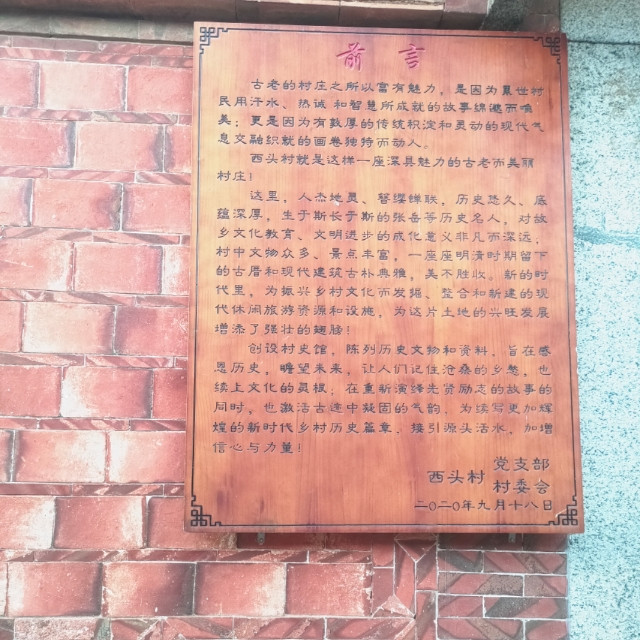 前言
古老的村庄之所以富有魅力，是因为累世村
民用汗水、热诚和智慧所成就的故事绵邈而唯
美；更是因为有敦厚的传统积淀和灵动的现代气
息交融织就的画卷独特而动人。
西头村就是这样一座深具魅力的古老而美丽
村庄！
这里，人杰地灵、簪缨蝉联，历史悠久、底
蕴深厚，生于斯长于斯的张岳等历史名人，对故
乡文化教育、文明进步的成化意义非凡而深远；
村中文物众多、景点丰富，一座座明清时期留下
的古厝和现代建筑古朴典雅，美不胜收。新的时
代里，为振兴乡村文化而发掘、整合和新建的现
代休闲旅游资源和设施，为这片土地的兴旺发展
增添了强壮的翅膀！
创设村史馆，陈列历史文物和资料，旨在感
恩历史，瞻望未来，让人们记住沧桑的乡愁，也
续上文化的灵根；在重新演绎先贤励志的故事的
同时，也激活古迹中凝固的气韵，为续写更加辉
煌的新时代乡村历史篇章，接引源头活水，加增
信心与力量！
西头村 党支部
村委会
二〇二〇年九月十八日